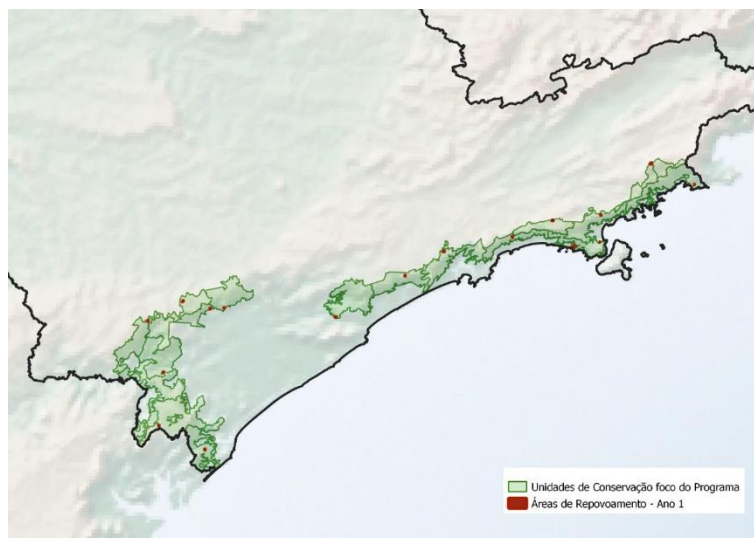 Unidades de Conservação foco do Programa
Áreas de Repovoamento - Ano 1